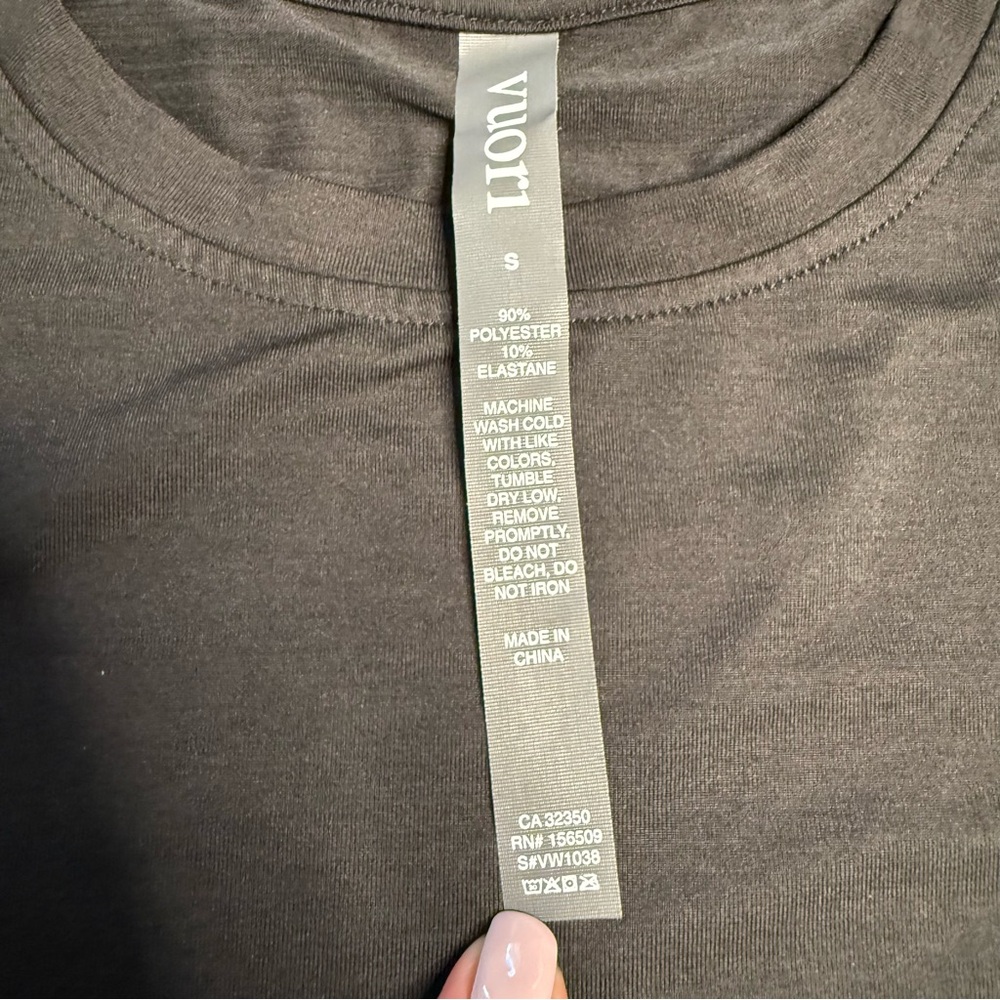 vuori
S
90%
POLYESTER
10%
ELASTANE
MACHINE
WASH COLD
WITH LIKE
COLORS.
TUMBLE
DRY LOW.
REMOVE
PROMPTLY.
DO NOT
BLEACH, DO
NOT IRON
MADE IN
CHINA
CA 32350
RN# 156509
S#VW1038